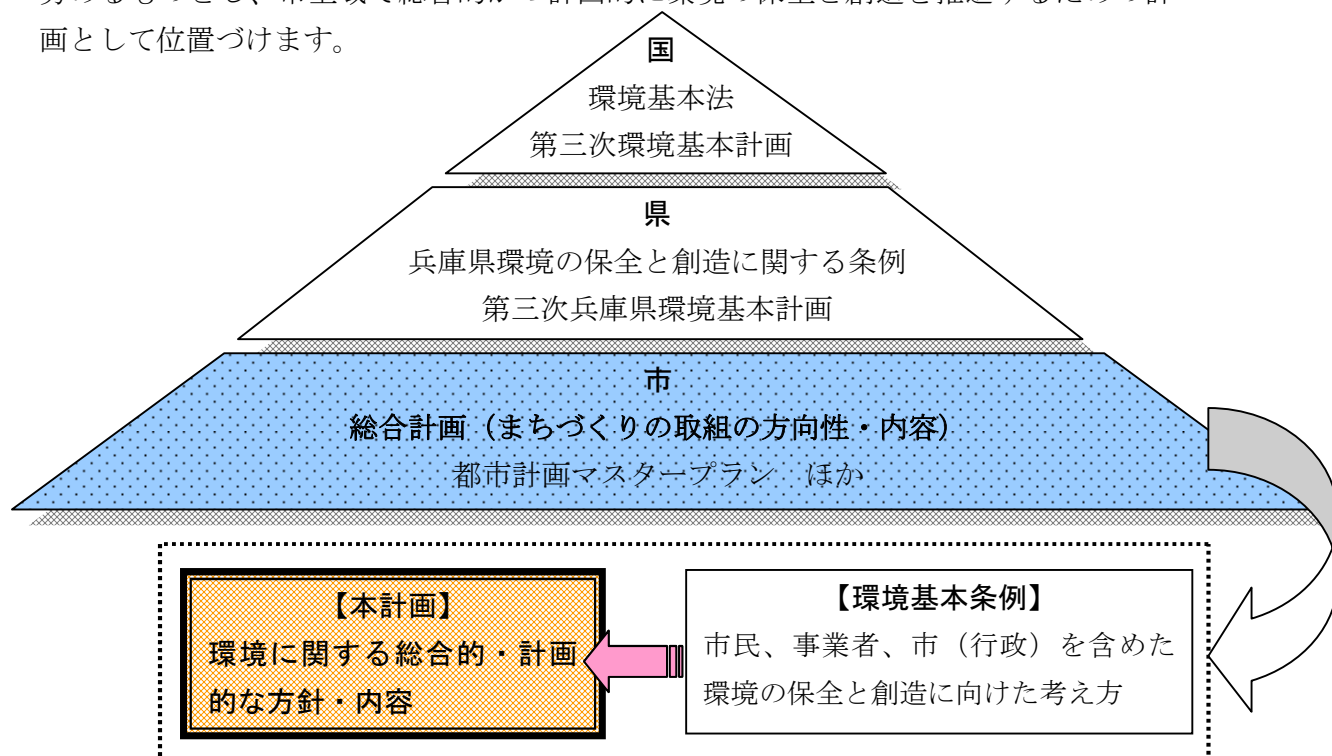 画として位置づけます。
国
環境基本法
第三次環境基本計画
県
兵庫県環境の保全と創造に関する条例
第三次兵庫県環境基本計画
市
総合計画（まちづくりの取組の方向性・内容）
都市計画マスタープラン　ほか
【本計画】
環境に関する総合的・計画
的な方針・内容
【環境基本条例】
市民、事業者、市（行政）を含めた
環境の保全と創造に向けた考え方